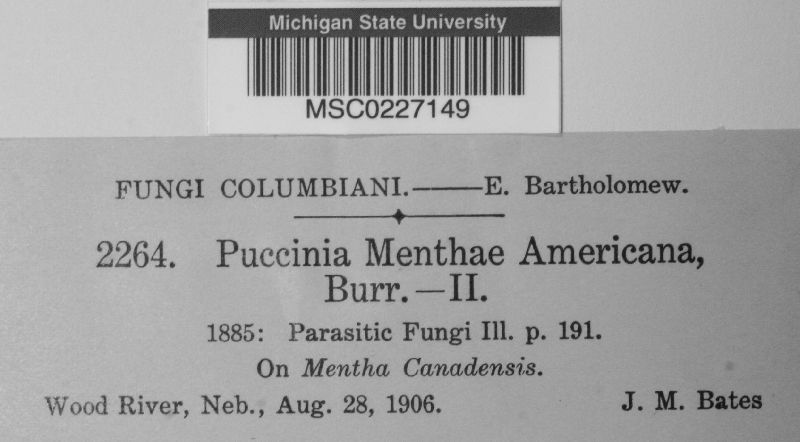 Michigan State University
MSC0227149
FUNGI COLUMBIANI.——E. Bartholomew.
2264. Puccinia Menthae Americana,
Burr.—II.
1885: Parasitic Fungi Ill. p. 191.
On Mentha Canadensis.
Wood River, Neb., Aug. 28, 1906. J. M. Bates